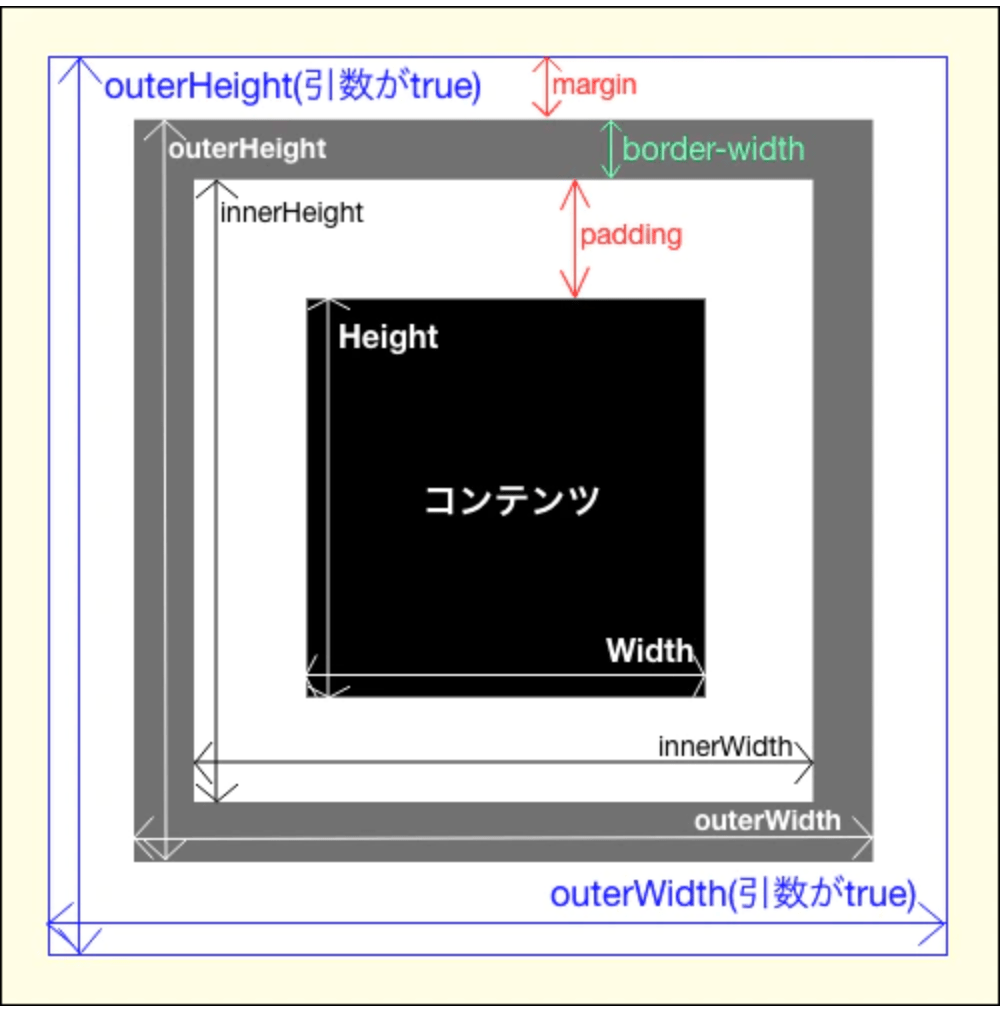 outerHeight(引数がtrue)
margin
outerHeight
border-width
innerHeight
padding
Height
コンテンツ
Width
innerWidth
outerWidth
outerWidth(引数がtrue)